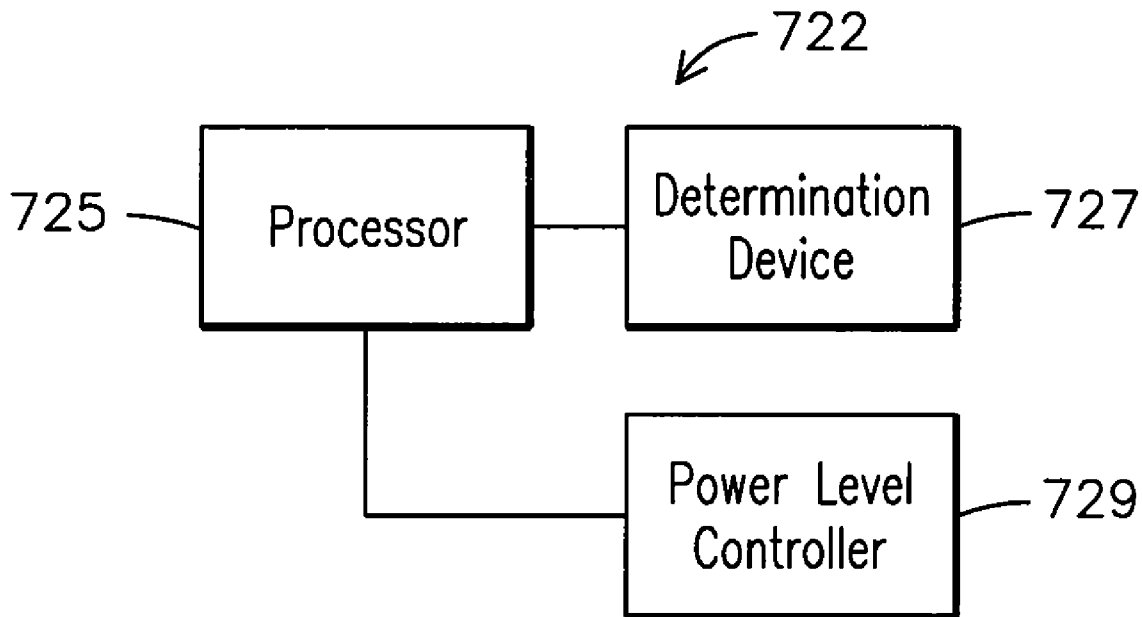 722
725
Processor
Determination
Device
727
Power Level
Controller
729